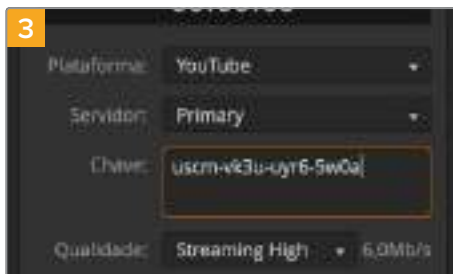 3
Plataforma: YouTube
Servidor: Primary
Chave: uscm-vk3u-uyr6-5w0a
Qualidade: Streaming High 6,0Mb/s